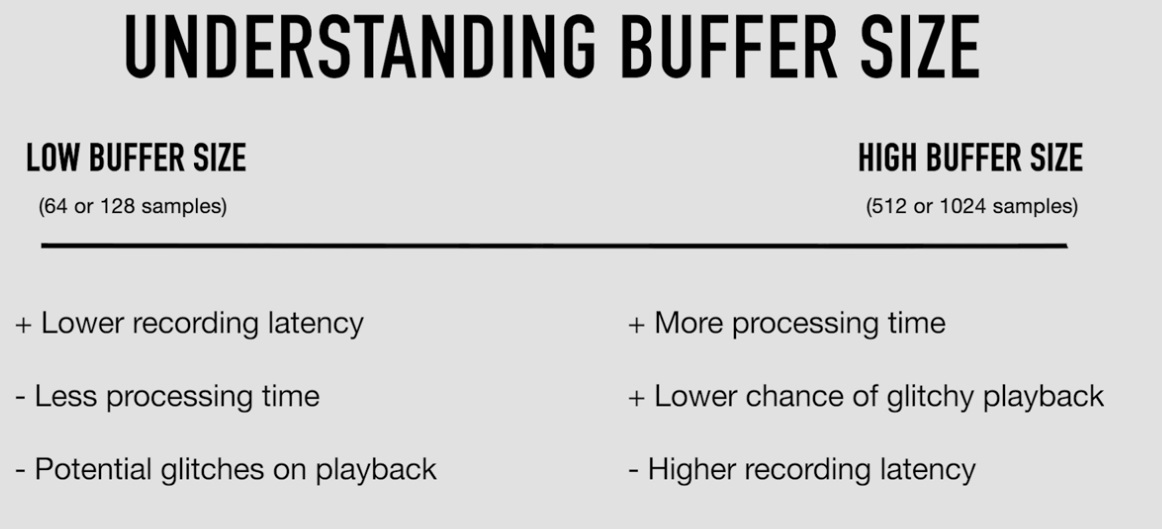 UNDERSTANDING BUFFER SIZE
LOW BUFFER SIZE
(64 or 128 samples)
HIGH BUFFER SIZE
(512 or 1024 samples)
+ Lower recording latency
- Less processing time
- Potential glitches on playback
+ More processing time
+ Lower chance of glitchy playback
- Higher recording latency